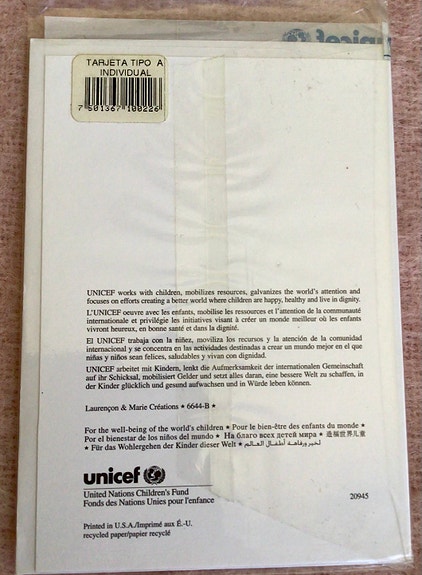 unicef
TARJETA TIPO A
INDIVIDUAL
7 501367 100226
UNICEF works with children, mobilizes resources, galvanizes the world's attention and
focuses on efforts creating a better world where children are happy, healthy and live in dignity.
L'UNICEF oeuvre avec les enfants, mobilise les ressources et l'attention de la communauté
internationale et privilégie les initiatives visant à créer un monde meilleur où les enfants
vivront heureux, en bonne santé et dans la dignité.
El UNICEF trabaja con la niñez, moviliza los recursos y la atención de la comunidad
internacional y se concentra en las actividades destinadas a crear un mundo mejor en el que
niñas y niños sean felices, saludables y vivan con dignidad.
UNICEF arbeitet mit Kindern, lenkt die Aufmerksamkeit der internationalen Gemeinschaft
auf ihr Schicksal, mobilisiert Gelder und setzt alles daran, eine bessere Welt zu schaffen, in
der Kinder glücklich und gesund aufwachsen und in Würde leben können.
Laurençon & Marie Créations ★ 6644-B ★
For the well-being of the world's children ★ Pour le bien-être des enfants du monde ★
Por el bienestar de los niños del mundo ★ На благо всех детей мира ★ 造福世界儿童
★ Für das Wohlergehen der Kinder dieser Welt ★ لخير ورفاهة أطفال العالم ★
unicef
United Nations Children's Fund
Fonds des Nations Unies pour l'enfance
20945
Printed in U.S.A./Imprimé aux É.-U.
recycled paper/papier recyclé